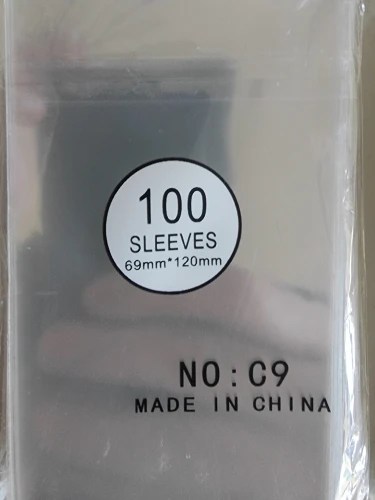 100
SLEEVES
69mm*120mm
NO:C9
MADE IN CHINA